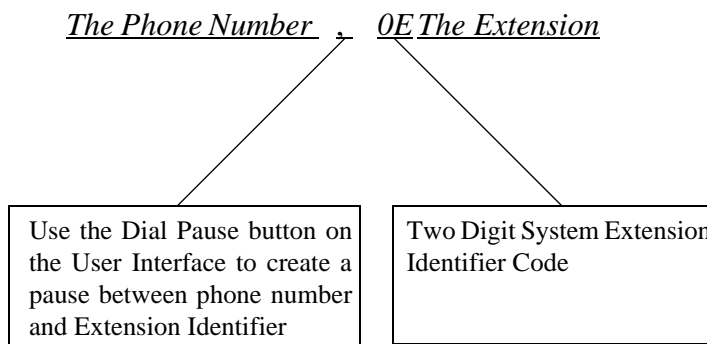 The Phone Number , 0E The Extension
Use the Dial Pause button on
the User Interface to create a
pause between phone number
and Extension Identifier
Two Digit System Extension
Identifier Code